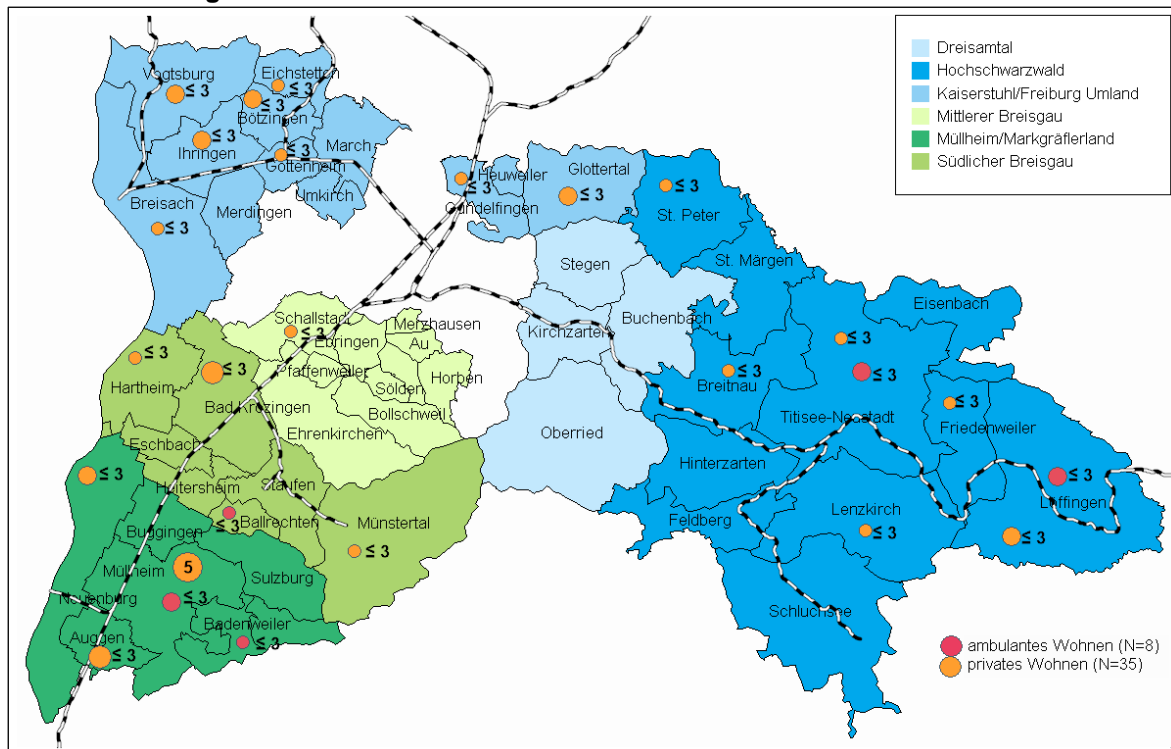 Dreisamtal
Hochschwarzwald
Kaiserstuhl/Freiburg Umland
Mittlerer Breisgau
Müllheim/Markgräflerland
Südlicher Breisgau
Vogtsburg
≤ 3
Eichstetten
≤ 3
≤ 3
Bötzingen
Ihringen
≤ 3
≤ 3
Gottenheim
March
Umkirch
Breisach
≤ 3
Merdingen
Heuweiler
≤ 3
Gundelfingen
Glottertal
≤ 3
≤ 3
St. Peter
St. Märgen
Stegen
Eisenbach
Buchenbach
Kirchzarten
Schallstad
≤ 3
Merzhausen
Ebringen
Au
Pfaffenweiler
Horben
Sölden
Bollschweil
Ehrenkirchen
≤ 3
Hartheim
≤ 3
Bad Krozingen
Eschbach
Oberried
≤ 3
Breitnau
≤ 3
≤ 3
Titisee-Neustadt
≤ 3
Friedenweiler
Hinterzarten
≤ 3
Löffingen
≤ 3
Feldberg
Lenzkirch
≤ 3
Schluchsee
≤ 3
Heitersheim
Staufen
≤ 3
Ballrechten
Münstertal
≤ 3
Buggingen
Müllheim
5
Sulzburg
Neuenburg
≤ 3
Badenweiler
≤ 3
Auggen
≤ 3
ambulantes Wohnen (N=8)
privates Wohnen (N=35)